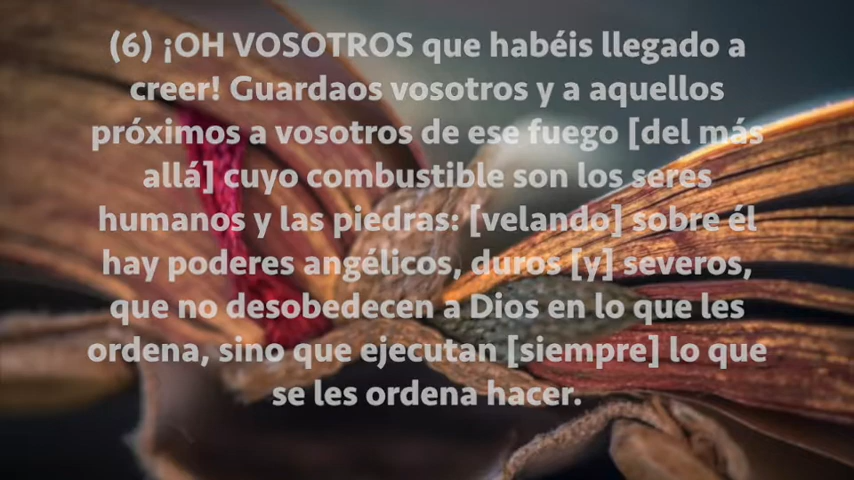 (6) ¡OH VOSOTROS que habéis llegado a
creer! Guardaos vosotros y a aquellos
próximos a vosotros de ese fuego [del más
allá] cuyo combustible son los seres
humanos y las piedras: [velando] sobre él
hay poderes angélicos, duros [y] severos,
que no desobedecen a Dios en lo que les
ordena, sino que ejecutan [siempre] lo que
se les ordena hacer.